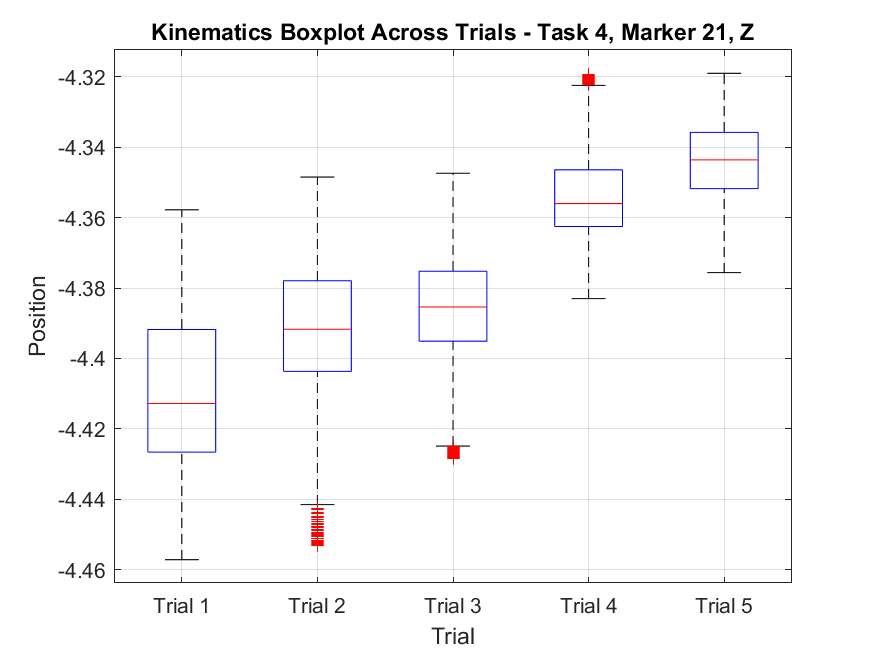 Kinematics Boxplot Across Trials - Task 4, Marker 21, Z
-4.32
-4.34
-4.36
-4.38
-4.4
-4.42
-4.44
-4.46
Position
Trial 1 Trial 2 Trial 3 Trial 4 Trial 5
Trial